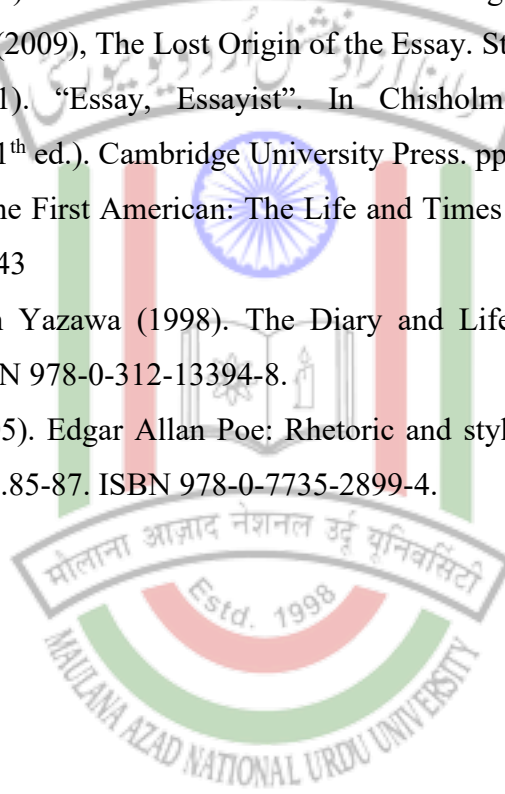 (2009), The Lost Origin of the Essay. St
1). “Essay, Essayist”. In Chisholm
1th ed.). Cambridge University Press. pp
he First American: The Life and Times
43
n Yazawa (1998). The Diary and Life
N 978-0-312-13394-8.
05). Edgar Allan Poe: Rhetoric and styl
.85-87. ISBN 978-0-7735-2899-4.
मौलाना आज़ाद नेशनल उर्दू यूनिवर्सिटी
Estd. 1998
MAULANA AZAD NATIONAL URDU UNIVERSITY